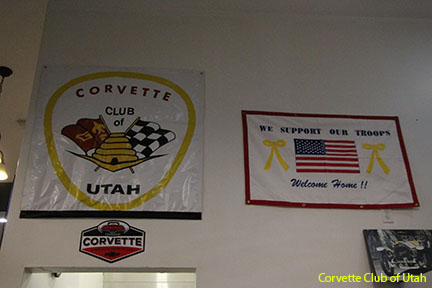 CORVETTE
CLUB
of
UTAH
WE SUPPORT OUR TROOPS
Welcome Home !!
CORVETTE
Corvette Club of Utah